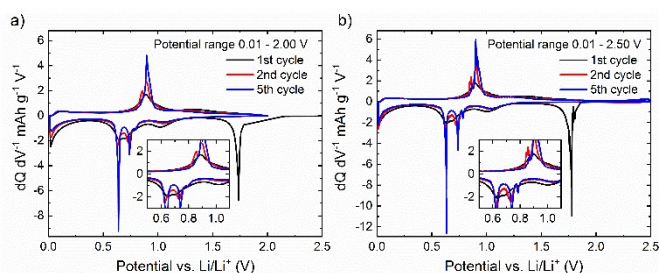 a)
Potential range 0.01 - 2.00 V
1st cycle
2nd cycle
5th cycle
dQ dV⁻¹ mAh g⁻¹ V⁻¹
6
4
2
0
-2
-4
-6
-8
0.6 0.8 1.0
0.0 0.5 1.0 1.5 2.0 2.5
Potential vs. Li/Li⁺ (V)
b)
Potential range 0.01 - 2.50 V
1st cycle
2nd cycle
5th cycle
dQ dV⁻¹ mAh g⁻¹ V⁻¹
6
4
2
0
-2
-4
-6
-8
-10
-12
0.6 0.8 1.0
0.0 0.5 1.0 1.5 2.0 2.5
Potential vs. Li/Li⁺ (V)